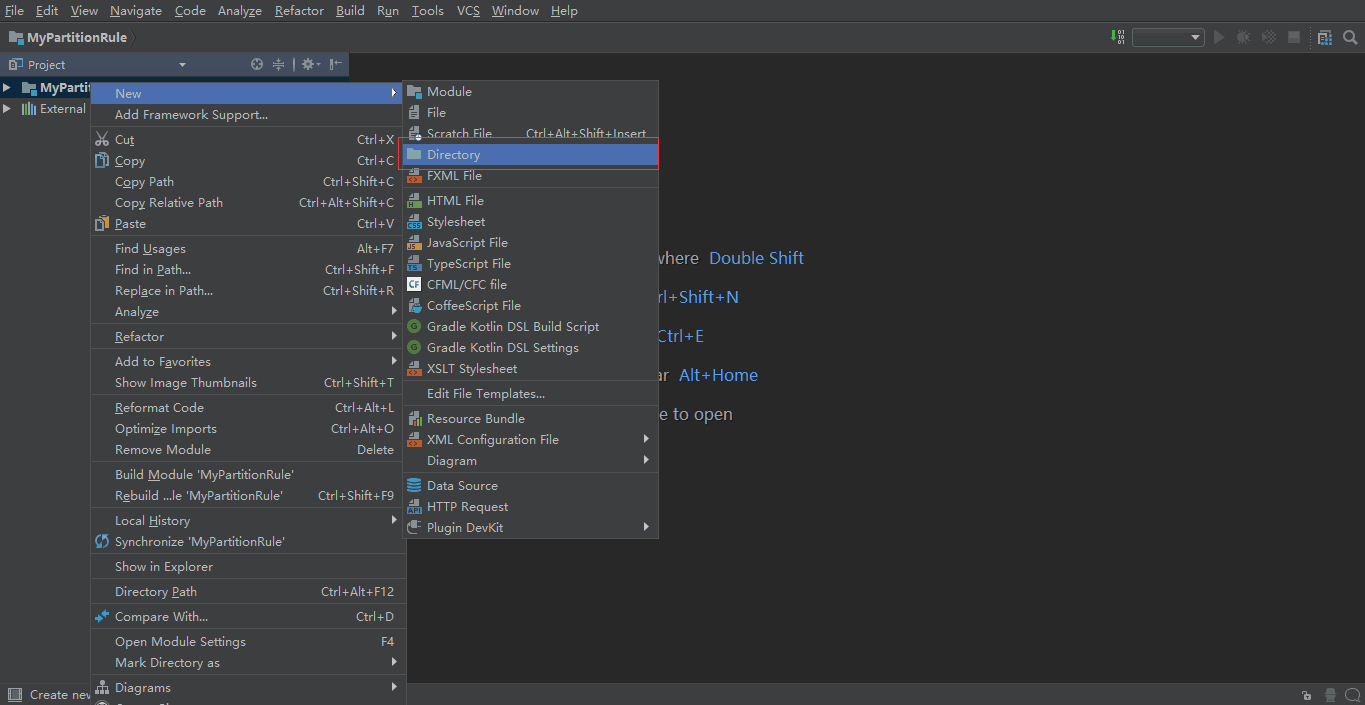 File Edit View Navigate Code Analyze Refactor Build Run Tools VCS Window Help
MyPartitionRule
Project
MyParti
External
New
Add Framework Support...
Cut Ctrl+X
Copy Ctrl+C
Copy Path Ctrl+Shift+C
Copy Relative Path Ctrl+Alt+Shift+C
Paste Ctrl+V
Find Usages Alt+F7
Find in Path... Ctrl+Shift+F
Replace in Path... Ctrl+Shift+R
Analyze
Refactor
Add to Favorites
Show Image Thumbnails Ctrl+Shift+T
Reformat Code Ctrl+Alt+L
Optimize Imports Ctrl+Alt+O
Remove Module Delete
Build Module 'MyPartitionRule'
Rebuild ...le 'MyPartitionRule' Ctrl+Shift+F9
Local History
Synchronize 'MyPartitionRule'
Show in Explorer
Directory Path Ctrl+Alt+F12
Compare With... Ctrl+D
Open Module Settings F4
Mark Directory as
Diagrams
Module
File
Scratch File Ctrl+Alt+Shift+Insert
Directory
FXML File
HTML File
Stylesheet
JavaScript File
TypeScript File
CFML/CFC file
CoffeeScript File
Gradle Kotlin DSL Build Script
Gradle Kotlin DSL Settings
XSLT Stylesheet
Edit File Templates...
Resource Bundle
XML Configuration File
Diagram
Data Source
HTTP Request
Plugin DevKit
where Double Shift
rl+Shift+N
Ctrl+E
ar Alt+Home
e to open
Create new